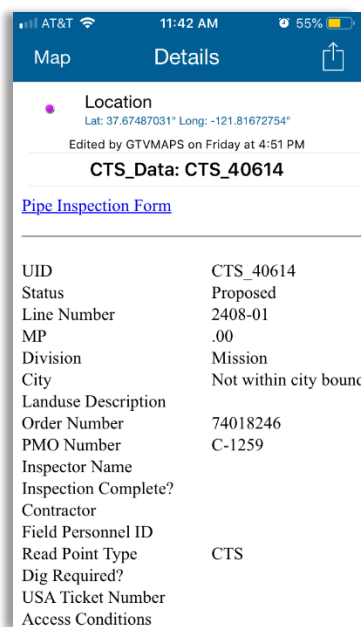 AT&T 11:42 AM 55%
Map Details
Location
Lat: 37.67487031° Long: -121.81672754°
Edited by GTVMAPS on Friday at 4:51 PM
CTS_Data: CTS_40614
Pipe Inspection Form
UID CTS_40614
Status Proposed
Line Number 2408-01
MP .00
Division Mission
City Not within city bound
Landuse Description
Order Number 74018246
PMO Number C-1259
Inspector Name
Inspection Complete?
Contractor
Field Personnel ID
Read Point Type CTS
Dig Required?
USA Ticket Number
Access Conditions